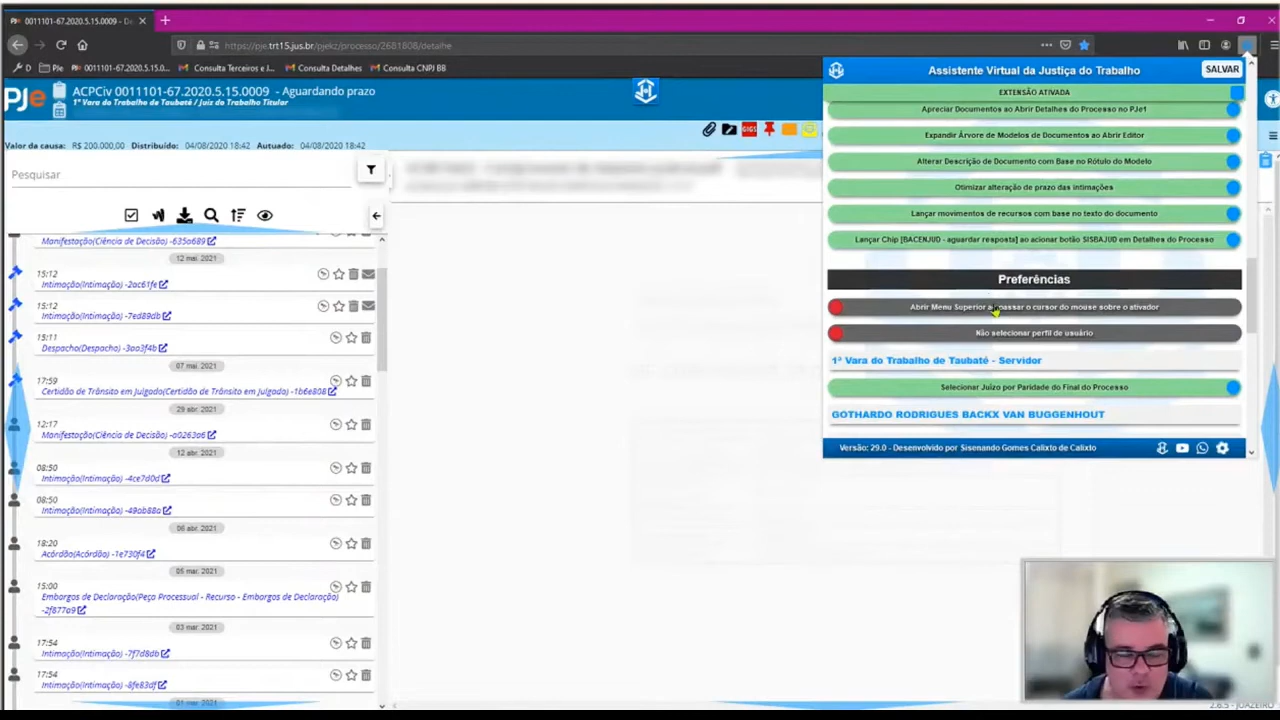 0011101-67.2020.5.15.0009 - De
https://pje.trt15.jus.br/pjekz/processo/2681808/detalhe
D
Pje
0011101-67.2020.5.15.0...
Consulta Terceiros e J...
Consulta Detalhes
Consulta CNPJ BB
PJe
ACPCiv 0011101-67.2020.5.15.0009 - Aguardando prazo
1ª Vara do Trabalho de Taubaté / Juiz do Trabalho Titular
GIGS
Valor da causa: R$ 200.000,00 Distribuído: 04/08/2020 18:42 Autuado: 04/08/2020 18:42
Pesquisar
Manifestação(Ciência de Decisão) -635a689
12 mai. 2021
15:12
Intimação(Intimação) -2ac61fe
15:12
Intimação(Intimação) -7ed89db
15:11
Despacho(Despacho) -3aa3f4b
07 mai. 2021
17:59
Certidão de Trânsito em Julgado(Certidão de Trânsito em Julgado) -1b6e808
29 abr. 2021
12:17
Manifestação(Ciência de Decisão) -a0263a6
12 abr. 2021
08:50
Intimação(Intimação) -4ce7d0d
08:50
Intimação(Intimação) -49ab88a
06 abr. 2021
18:20
Acórdão(Acórdão) -1e730f4
05 mar. 2021
15:00
Embargos de Declaração(Peça Processual - Recurso - Embargos de Declaração)
-2f877a9
03 mar. 2021
17:54
Intimação(Intimação) -7f7d8db
17:54
Intimação(Intimação) -8fe83df
01 mar. 2021
Assistente Virtual da Justiça do Trabalho
SALVAR
EXTENSÃO ATIVADA
Apreciar Documentos ao Abrir Detalhes do Processo no PJe1
Expandir Árvore de Modelos de Documentos ao Abrir Editor
Alterar Descrição de Documento com Base no Rótulo do Modelo
Otimizar alteração de prazo das intimações
Lançar movimentos de recursos com base no texto do documento
Lançar Chip [BACENJUD - aguardar resposta] ao acionar botão SISBAJUD em Detalhes do Processo
Preferências
Abrir Menu Superior ao passar o cursor do mouse sobre o ativador
Não selecionar perfil de usuário
1ª Vara do Trabalho de Taubaté - Servidor
Selecionar Juízo por Paridade do Final do Processo
GOTHARDO RODRIGUES BACKX VAN BUGGENHOUT
Versão: 29.0 - Desenvolvido por Sisenando Gomes Calixto de Calixto
2.6.5 - JUAZEIRO